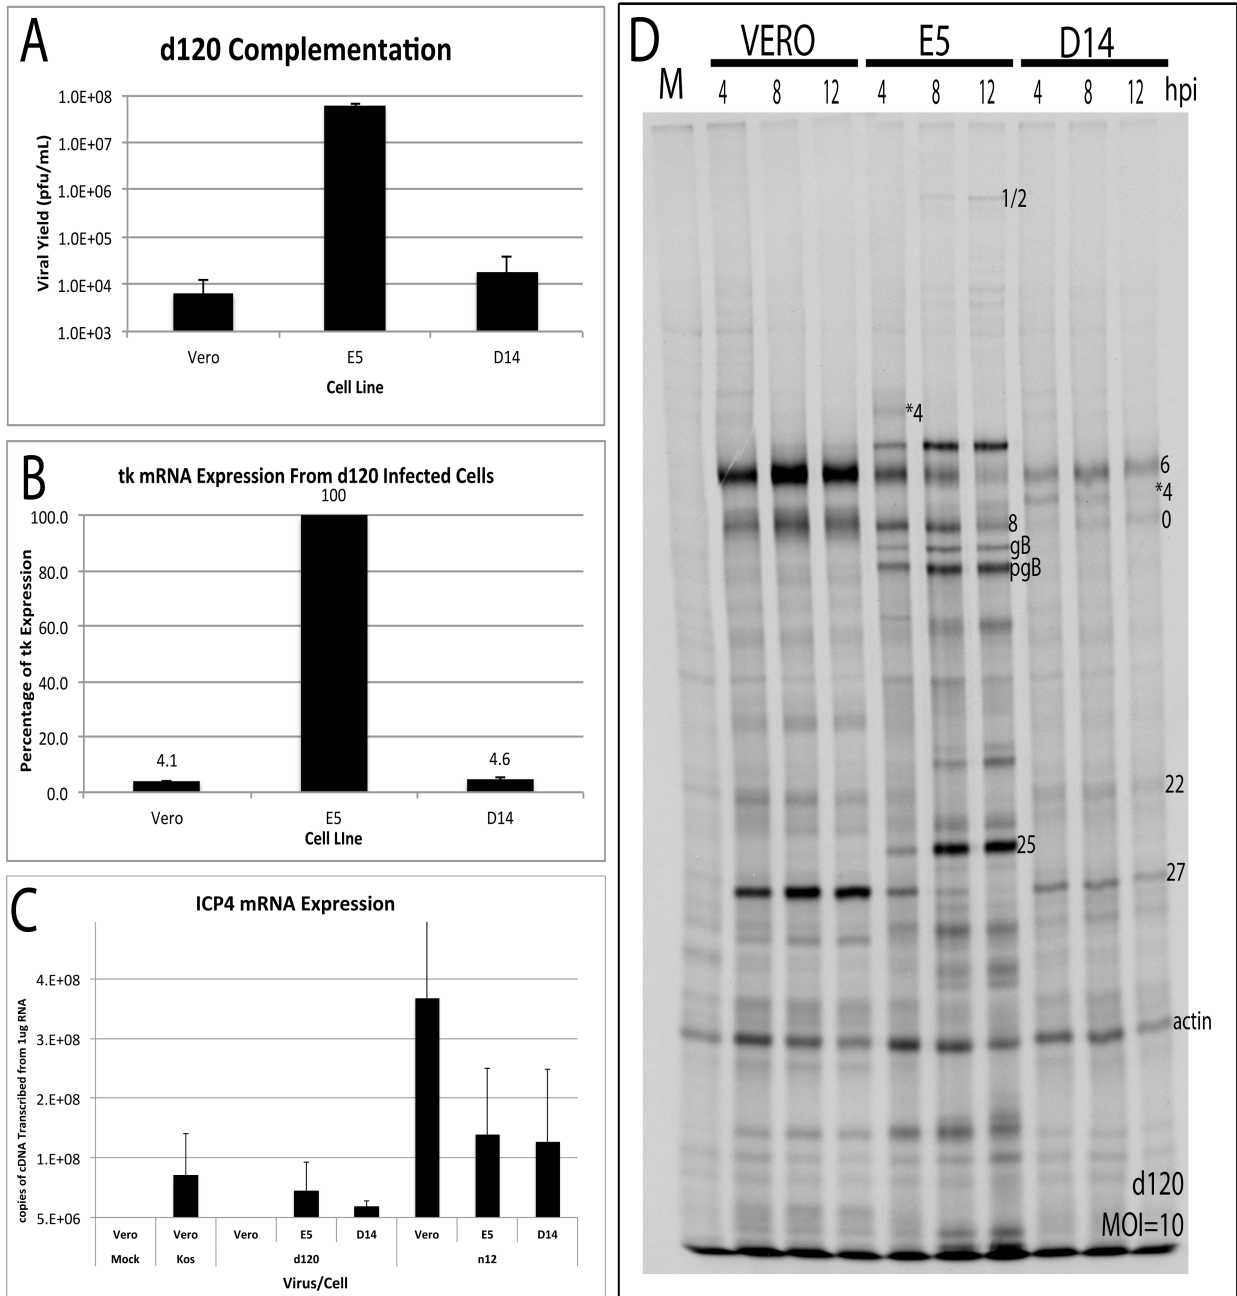 A
d120 Complementation
Viral Yield (pfu/mL)
1.0E+08
1.0E+07
1.0E+06
1.0E+05
1.0E+04
1.0E+03
Vero E5 D14
Cell Line
B
tk mRNA Expression From d120 Infected Cells
Percentage of tk Expression
100
100.0
80.0
60.0
40.0
20.0
0.0
4.1
4.6
Vero E5 D14
Cell LIne
C
ICP4 mRNA Expression
copies of cDNA Transcribed from 1ug RNA
4.E+08
3.E+08
2.E+08
1.E+08
5.E+06
Vero Vero Vero E5 D14 Vero E5 D14
Mock Kos d120 n12
Virus/Cell
D
VERO E5 D14
M 4 8 12 4 8 12 4 8 12 hpi
1/2
*4
6
*4
8
0
gB
pgB
22
25
27
actin
d120
MOI=10